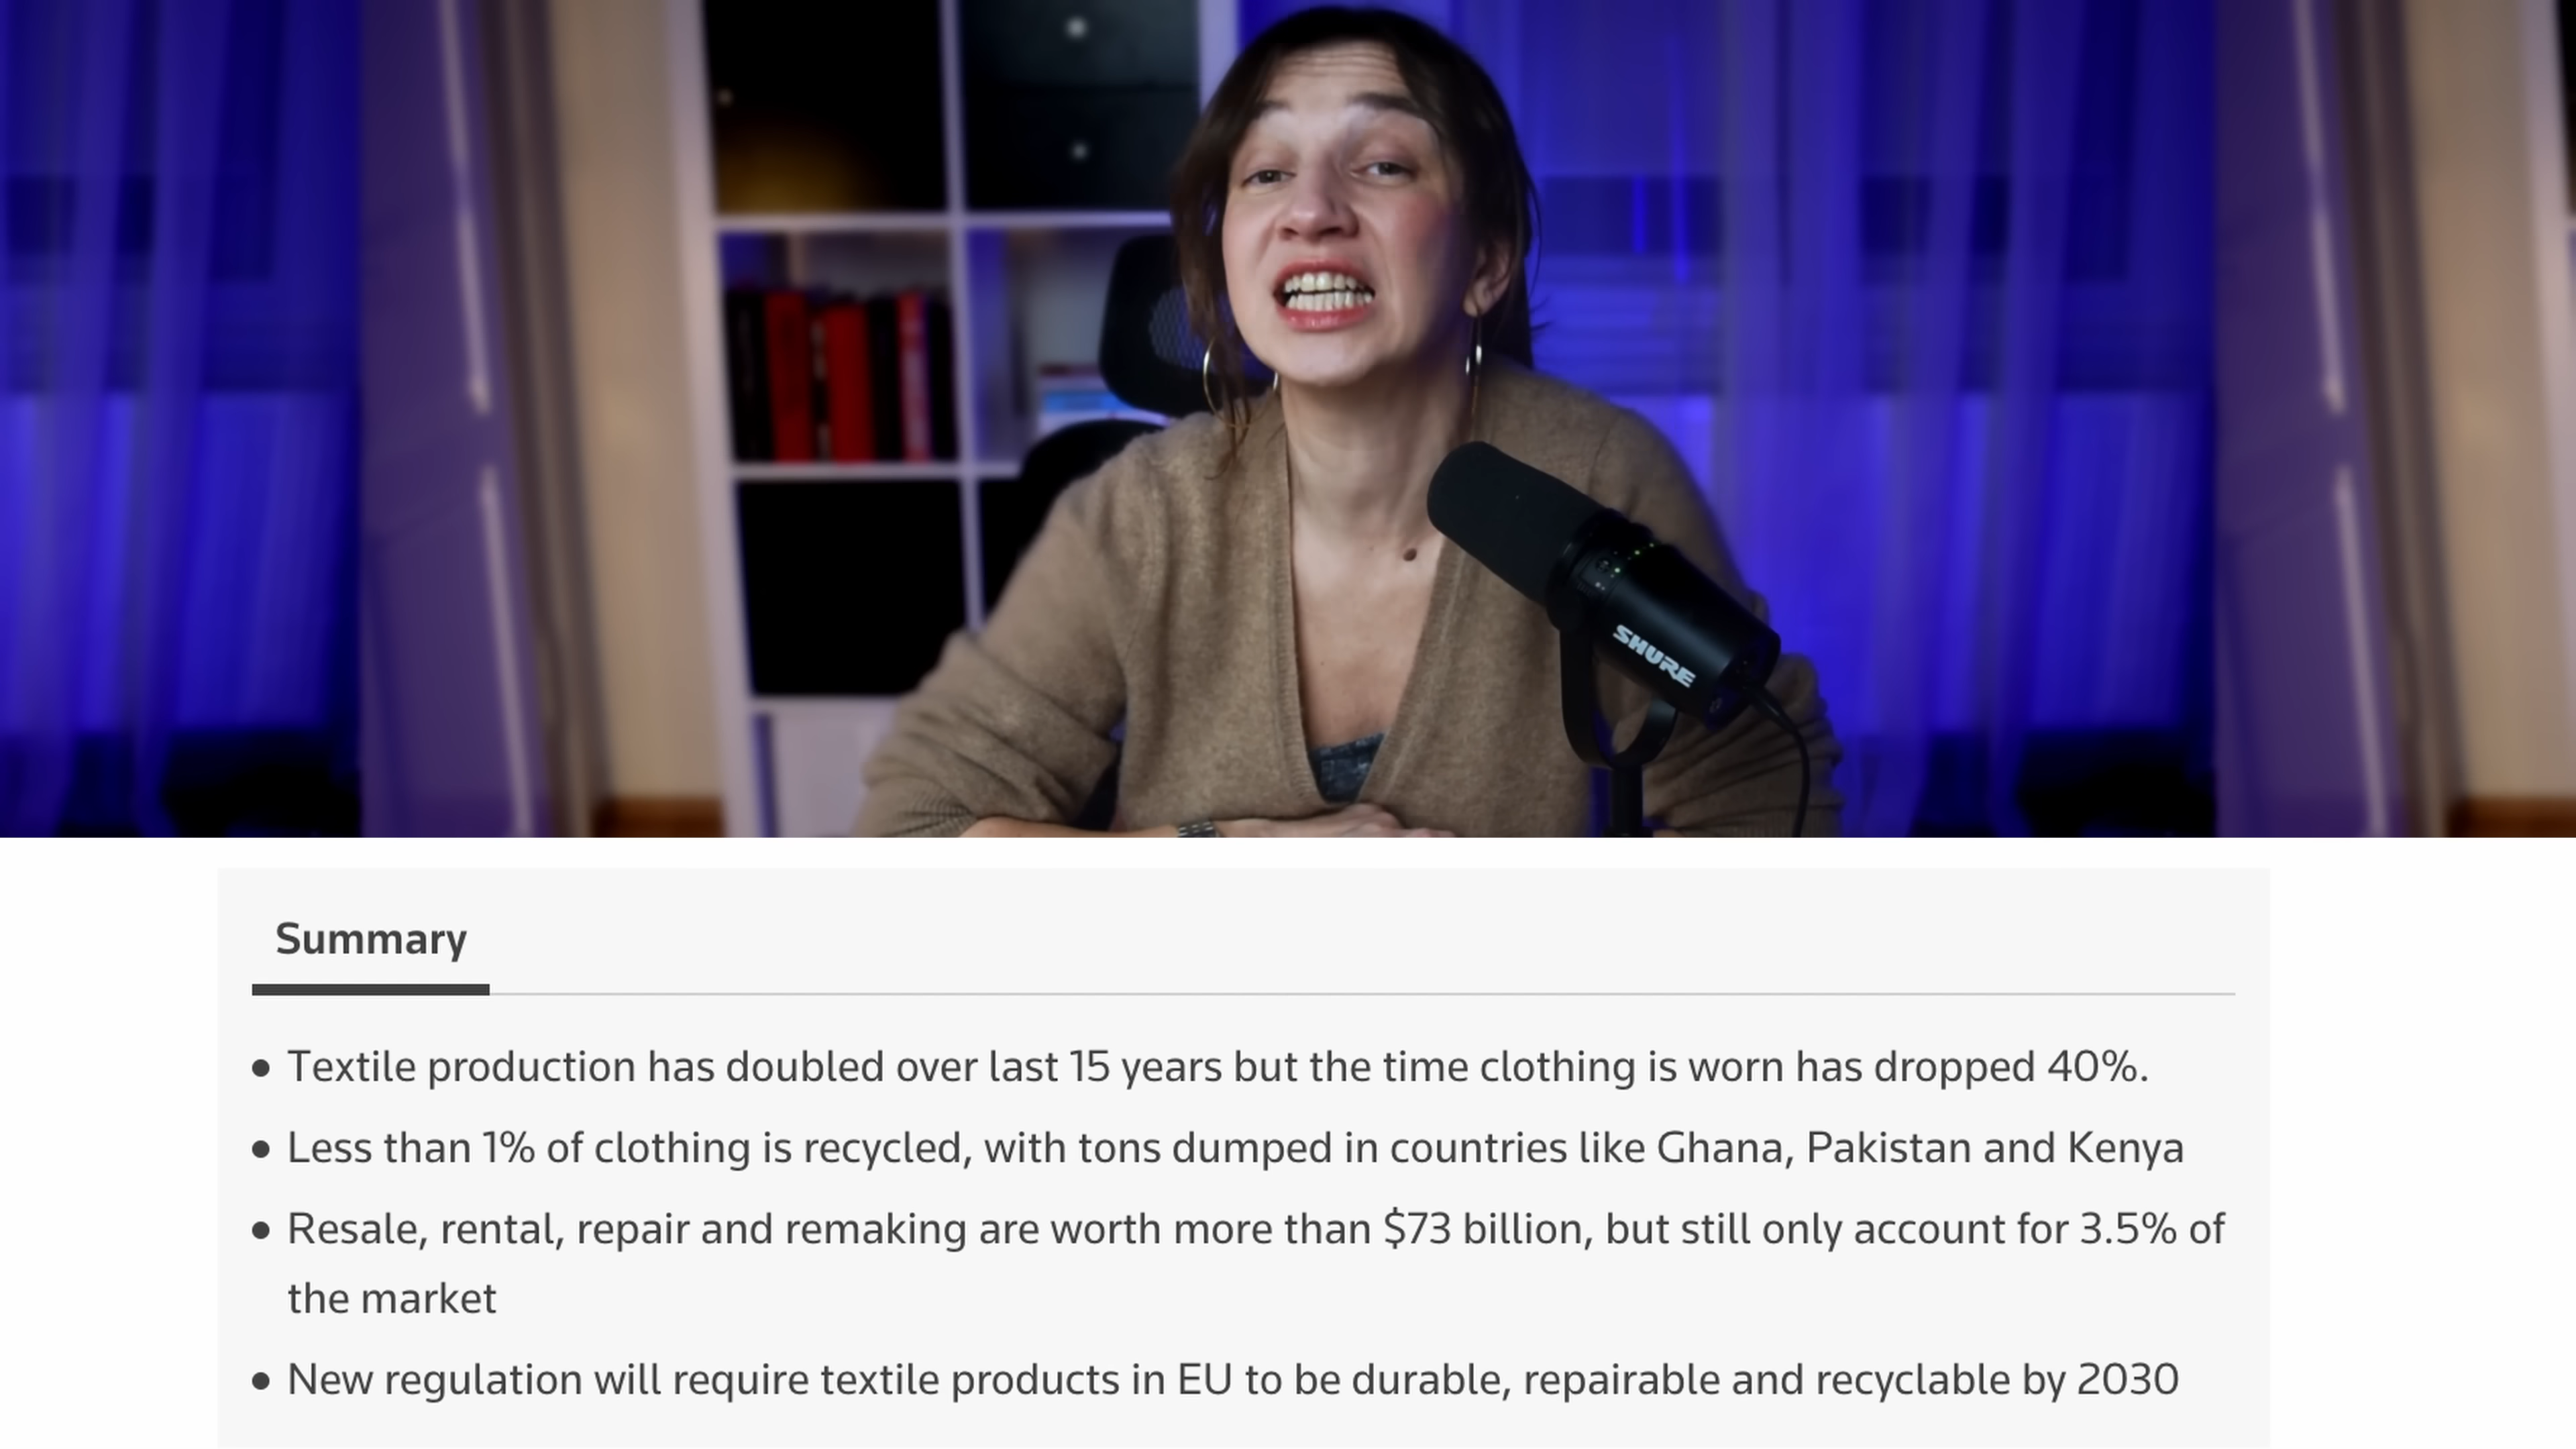 SHURE
Summary
• Textile production has doubled over last 15 years but the time clothing is worn has dropped 40%.
• Less than 1% of clothing is recycled, with tons dumped in countries like Ghana, Pakistan and Kenya
• Resale, rental, repair and remaking are worth more than $73 billion, but still only account for 3.5% of
the market
• New regulation will require textile products in EU to be durable, repairable and recyclable by 2030